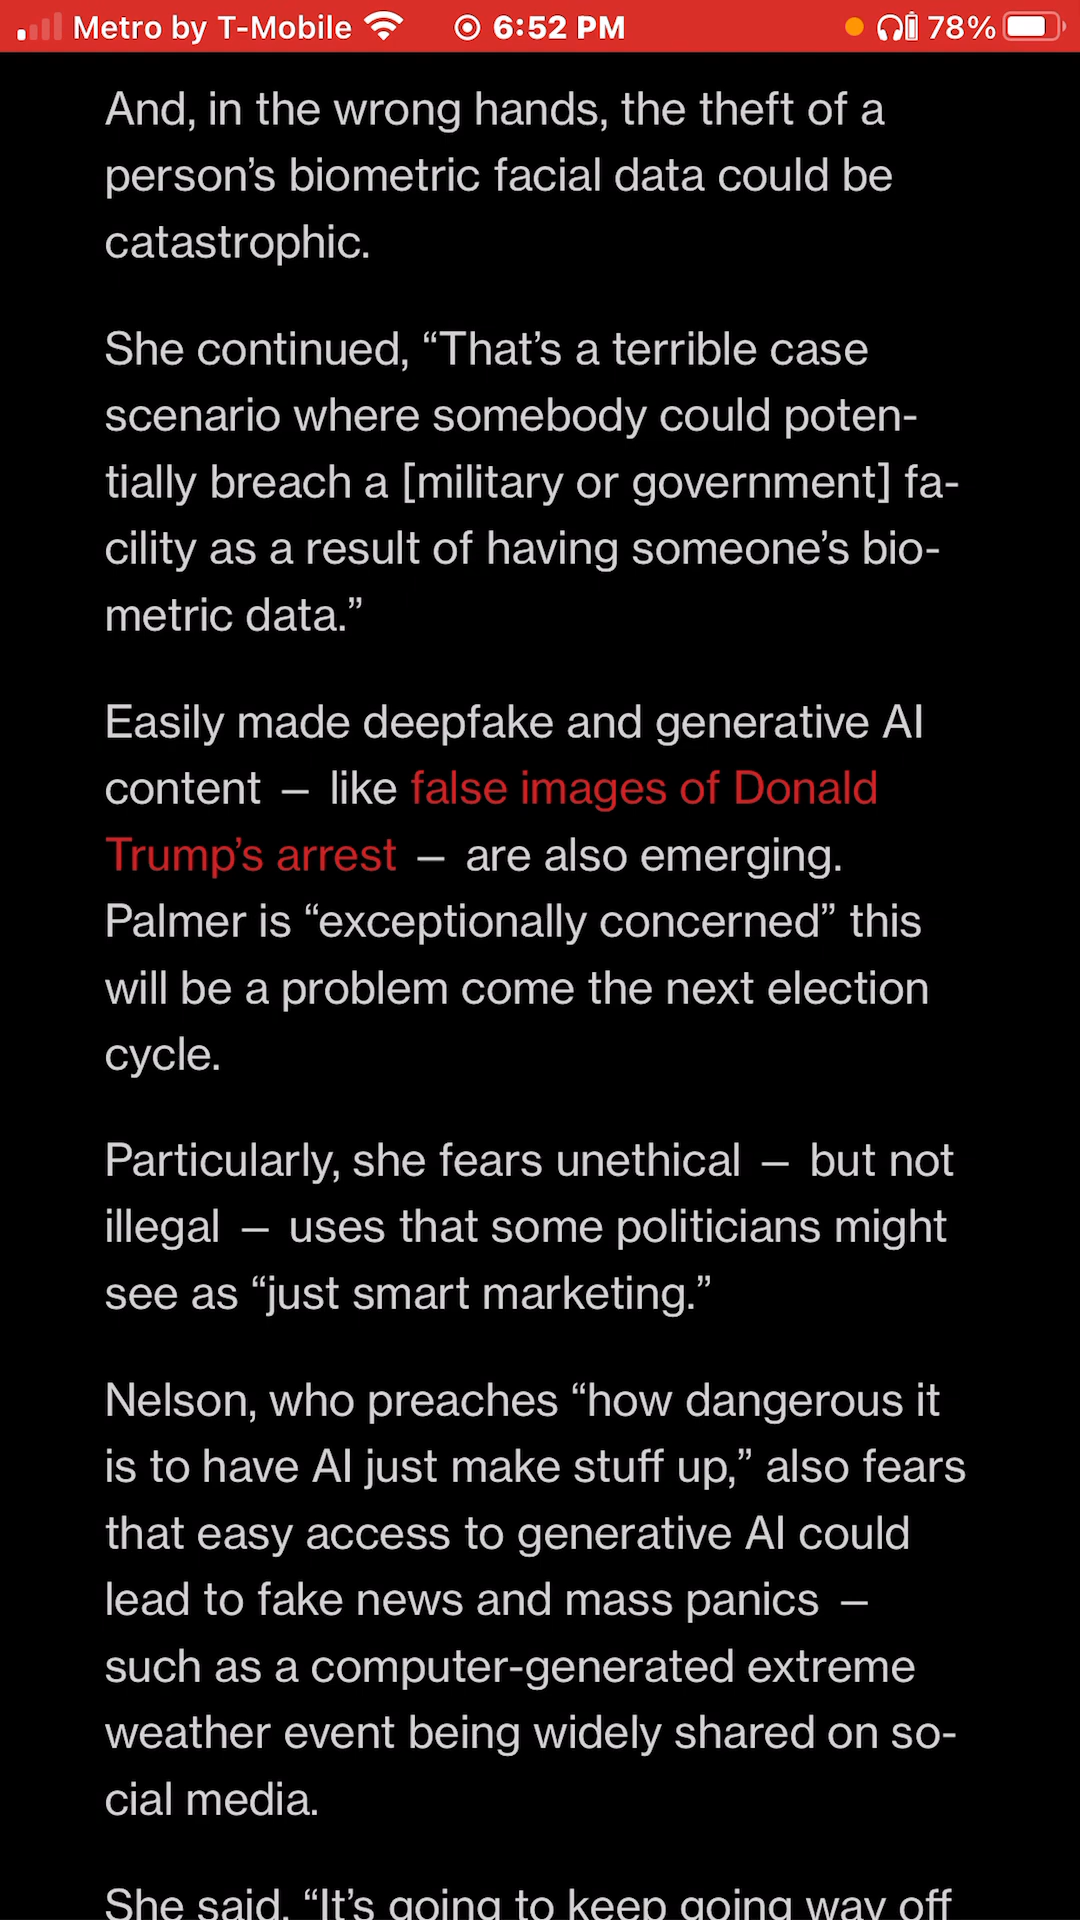 Metro by T-Mobile 6:52 PM 78%
And, in the wrong hands, the theft of a
person’s biometric facial data could be
catastrophic.
She continued, “That’s a terrible case
scenario where somebody could poten-
tially breach a [military or government] fa-
cility as a result of having someone’s bio-
metric data.”
Easily made deepfake and generative AI
content — like false images of Donald
Trump’s arrest — are also emerging.
Palmer is “exceptionally concerned” this
will be a problem come the next election
cycle.
Particularly, she fears unethical — but not
illegal — uses that some politicians might
see as “just smart marketing.”
Nelson, who preaches “how dangerous it
is to have AI just make stuff up,” also fears
that easy access to generative AI could
lead to fake news and mass panics —
such as a computer-generated extreme
weather event being widely shared on so-
cial media.
She said, “It’s going to keep going way off